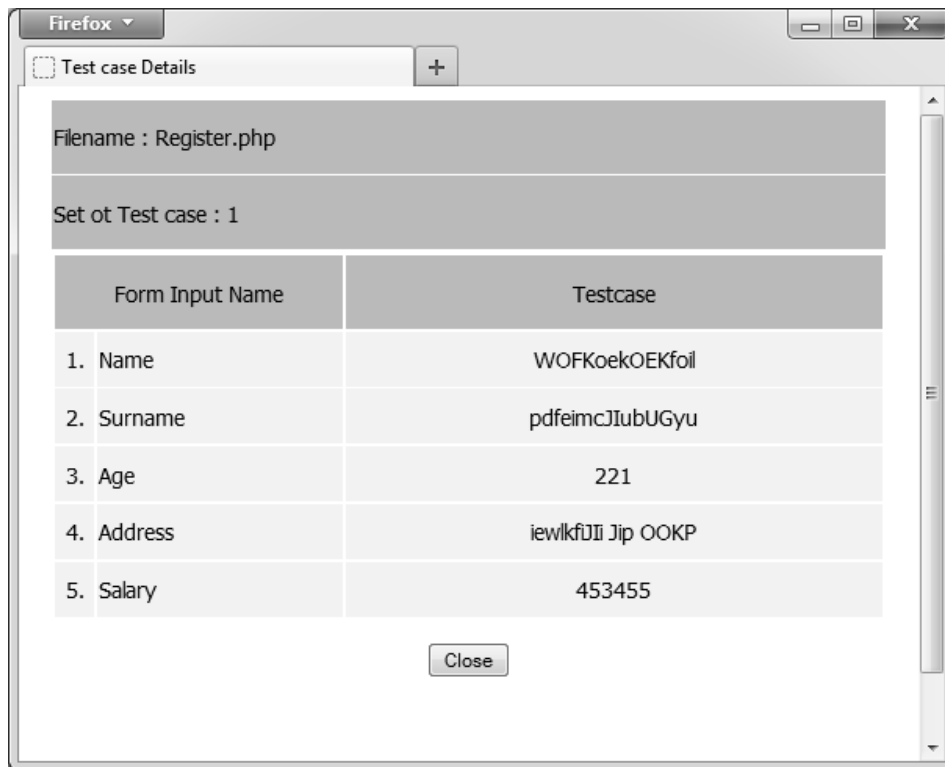 Firefox
Test case Details
Filename : Register.php
Set ot Test case : 1
Form Input Name Testcase
1. Name WOFKoekOEKfoil
2. Surname pdfeimcJIubUGyu
3. Age 221
4. Address iewlkfiJIi Jip OOKP
5. Salary 453455
Close